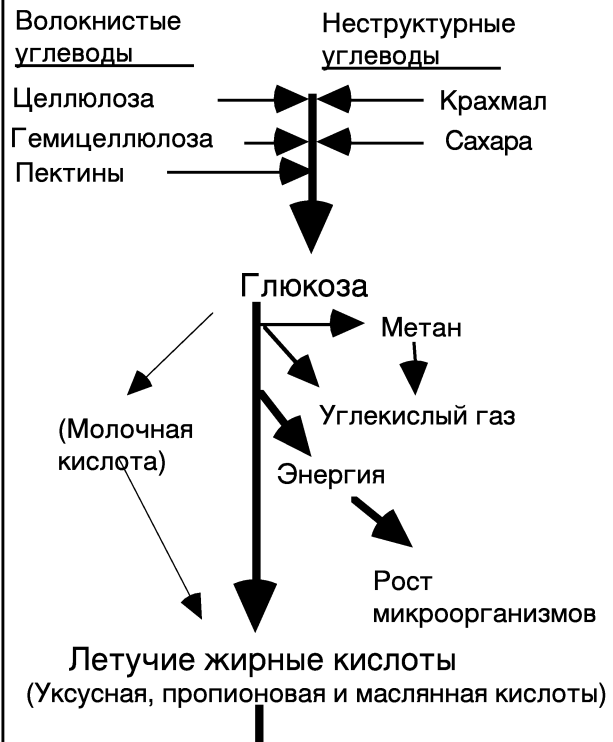 Волокнистые
углеводы
Неструктурные
углеводы
Целлюлоза
Крахмал
Гемицеллюлоза
Сахара
Пектины
Глюкоза
Метан
Углекислый газ
(Молочная
кислота)
Энергия
Рост
микроорганизмов
Летучие жирные кислоты
(Уксусная, пропионовая и маслянная кислоты)